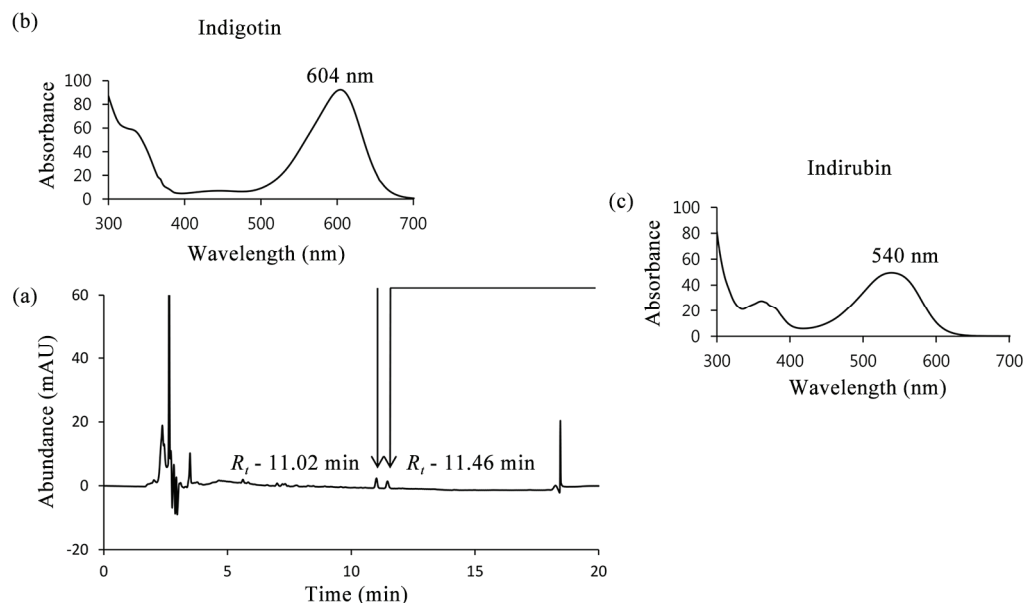 (b)
Indigotin
604 nm
100
80
60
40
20
0
Absorbance
300 400 500 600 700
Wavelength (nm)
Indirubin
(c)
540 nm
100
80
60
40
20
0
Absorbance
300 400 500 600 700
Wavelength (nm)
(a)
60
40
20
0
-20
Abundance (mAU)
Rt - 11.02 min Rt - 11.46 min
0 5 10 15 20
Time (min)